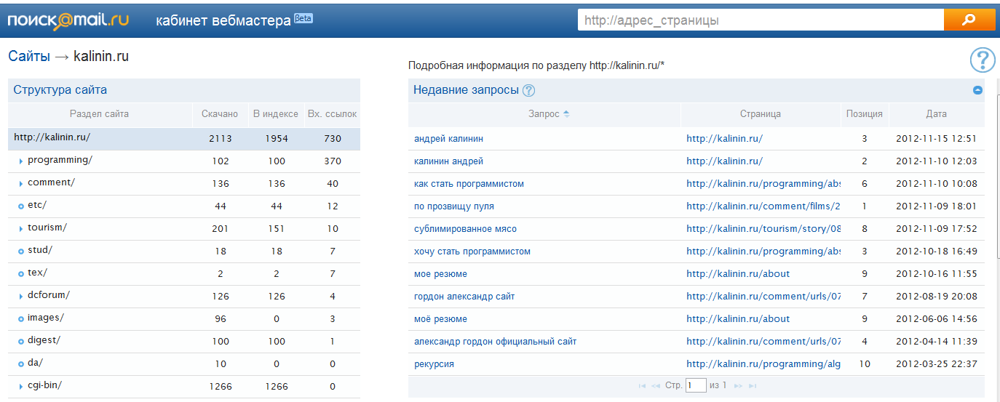 поиск@mail.ru кабинет вебмастера βeta http://адрес_страницы
Сайты → kalinin.ru
Подробная информация по разделу http://kalinin.ru/*
?
Структура сайта
Раздел сайта Скачано В индексе Вх. ссылок
http://kalinin.ru/ 2113 1954 730
programming/ 102 100 370
comment/ 136 136 40
etc/ 44 44 12
tourism/ 201 151 10
stud/ 18 18 7
tex/ 2 2 7
dcforum/ 126 126 4
images/ 96 0 3
digest/ 100 100 1
da/ 10 0 0
cgi-bin/ 1266 1266 0
Недавние запросы ?
Запрос Страница Позиция Дата
андрей калинин http://kalinin.ru/ 3 2012-11-15 12:51
калинин андрей http://kalinin.ru/ 2 2012-11-10 12:03
как стать программистом http://kalinin.ru/programming/abs 6 2012-11-10 10:08
по прозвищу пуля http://kalinin.ru/comment/films/2 1 2012-11-09 18:01
сублимированное мясо http://kalinin.ru/tourism/story/08 8 2012-11-09 17:52
хочу стать программистом http://kalinin.ru/programming/abs 3 2012-10-18 16:49
мое резюме http://kalinin.ru/about 9 2012-10-16 11:55
гордон александр сайт http://kalinin.ru/comment/urls/07 7 2012-08-19 20:08
моё резюме http://kalinin.ru/about 9 2012-06-06 14:56
александр гордон официальный сайт http://kalinin.ru/comment/urls/07 4 2012-04-14 11:39
рекурсия http://kalinin.ru/programming/alg 10 2012-03-25 22:37
Стр. 1 из 1